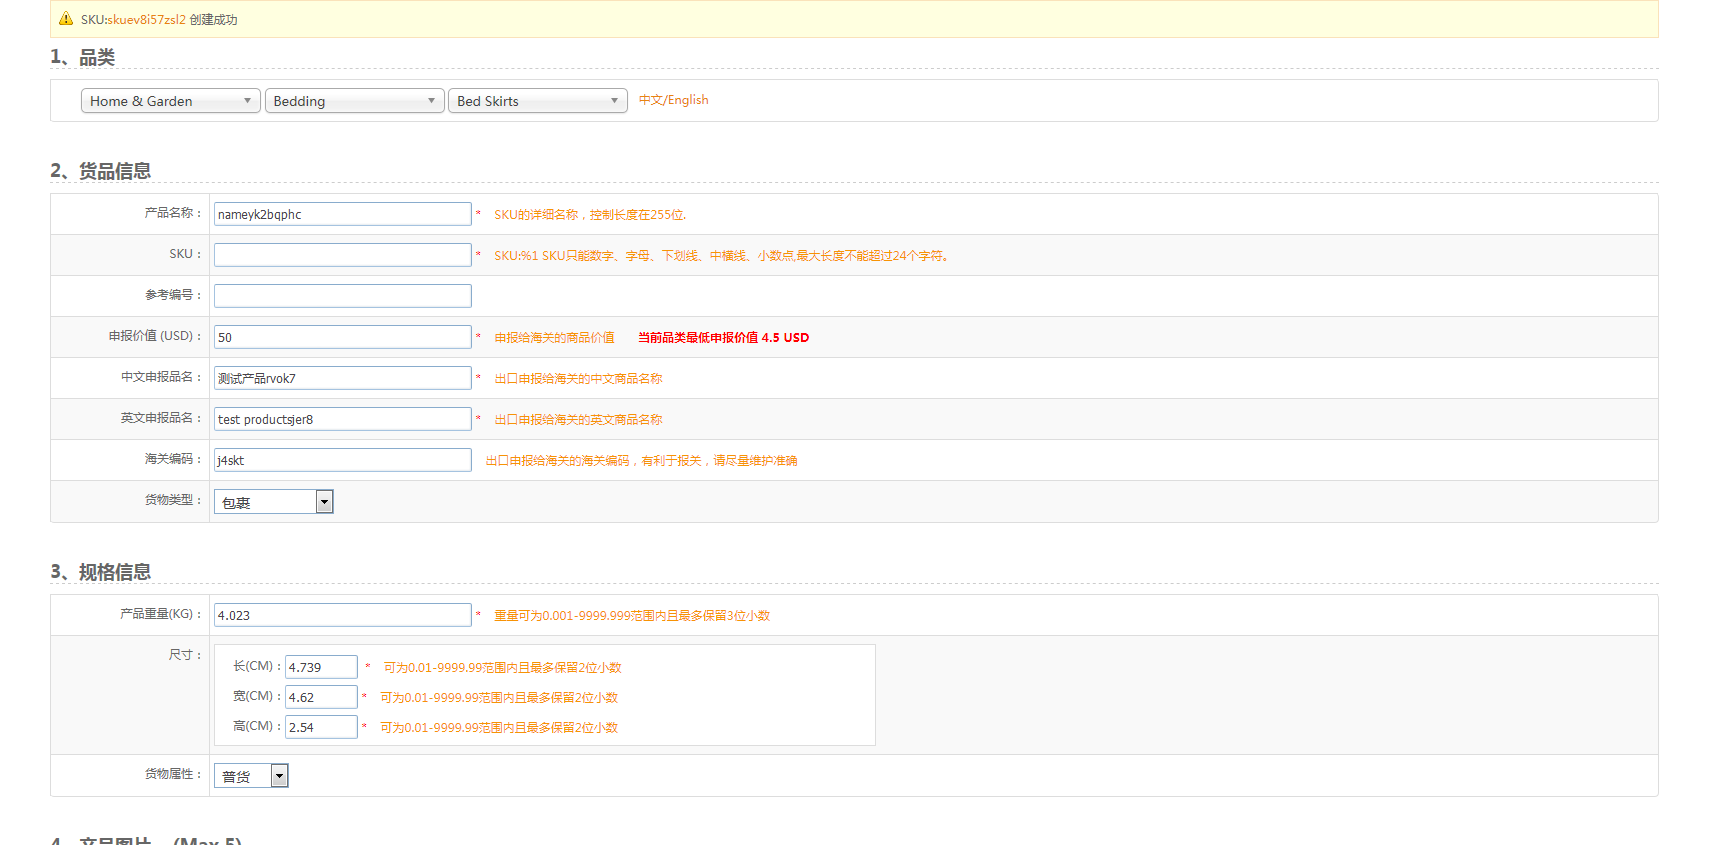 SKU:skuev8i57zsl2 创建成功
1、品类
Home & Garden Bedding Bed Skirts 中文/English
2、货品信息
产品名称： nameyk2bqphc * SKU的详细名称，控制长度在255位.
SKU： * SKU:%1 SKU只能数字、字母、下划线、中横线、小数点,最大长度不能超过24个字符。
参考编号：
申报价值 (USD)： 50 * 申报给海关的商品价值 当前品类最低申报价值 4.5 USD
中文申报品名： 测试产品rvok7 * 出口申报给海关的中文商品名称
英文申报品名： test productsjer8 * 出口申报给海关的英文商品名称
海关编码： j4skt 出口申报给海关的海关编码，有利于报关，请尽量维护准确
货物类型： 包裹
3、规格信息
产品重量(KG)： 4.023 * 重量可为0.001-9999.999范围内且最多保留3位小数
尺寸：
长(CM)： 4.739 * 可为0.01-9999.99范围内且最多保留2位小数
宽(CM)： 4.62 * 可为0.01-9999.99范围内且最多保留2位小数
高(CM)： 2.54 * 可为0.01-9999.99范围内且最多保留2位小数
货物属性： 普货
4、产品图片 (Max 5)